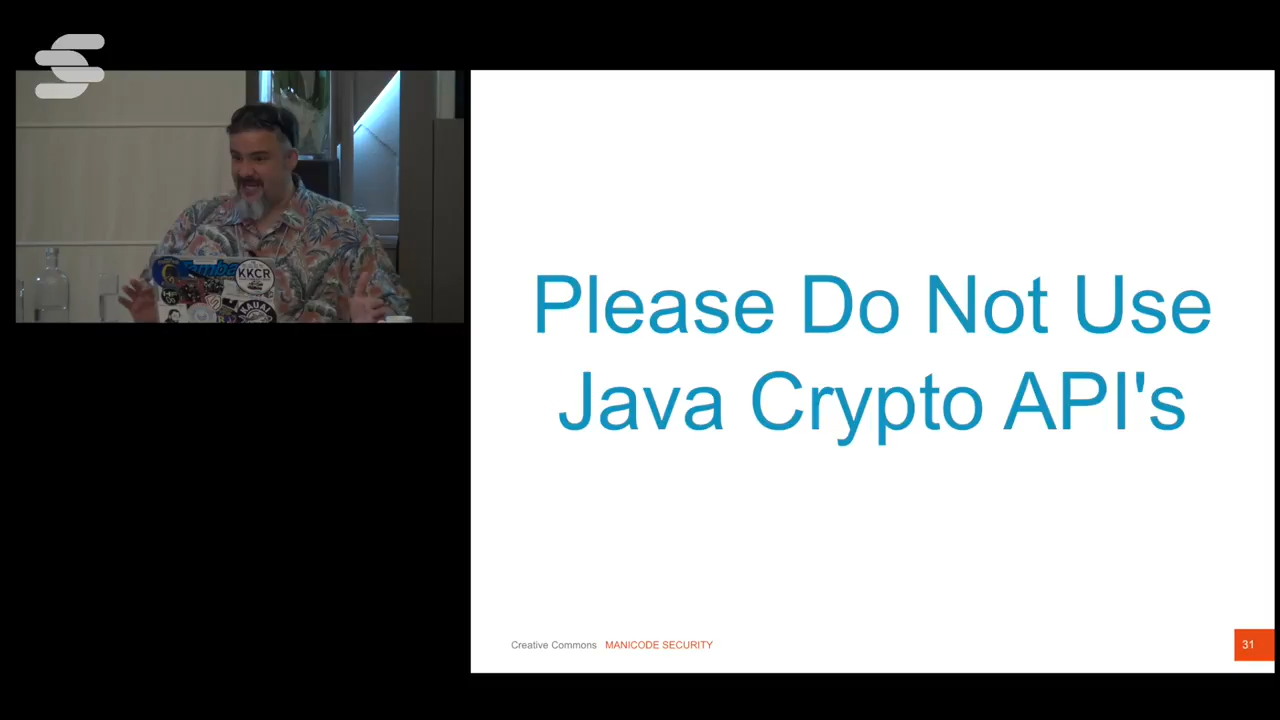 KKCR
Please Do Not Use
Java Crypto API's
Creative Commons MANICODE SECURITY
31